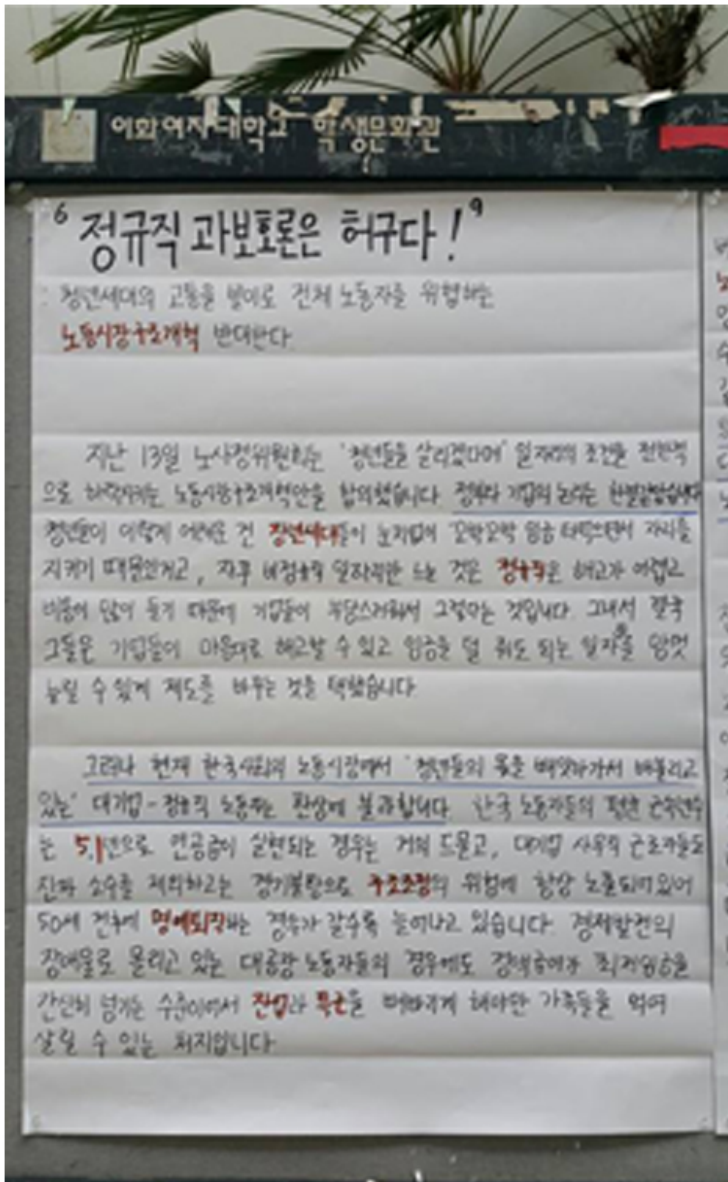 이화여자대학교 학생문화관
"정규직 과보호론은 허구다!"
: 청년세대의 고통을 빌미로 전체 노동자를 위협하는
노동시장구조개혁 반대한다.
지난 13일 노사정위원회는 '청년들을 살리겠다며' 일자리의 조건을 전반적
으로 하락시키는 노동시장구조개혁안을 합의했습니다. 정부와 기업의 논리는 한결같습니다
청년들이 이렇게 어려운 건 장년세대들이 눈치없이 꼬박꼬박 임금 타먹으면서 자리를
지키기 때문인거고, 자꾸 비정규직 일자리만 느는 것은 정규직은 해고가 어렵고
비용이 많이 들기 때문에 기업들이 부담스러워서 그렇다는 것입니다. 그래서 결국
그들은 기업들이 마음대로 해고할 수 있고 임금을 덜 줘도 되는 일자리를 맘껏
늘릴 수 있게 제도를 바꾸는 것을 택했습니다
그러나 현재 한국사회의 노동시장에서 '청년들의 몫을 빼앗아가서 배불리고
있는' 대기업-정규직 노동자는 환상에 불과합니다. 한국 노동자들의 평균 근속년수
는 5.1년으로 연공급이 실현되는 경우는 거의 드물고, 대기업 사무직 근로자들도
진짜 소수를 제외하고는 경기불황으로 구조조정의 위험에 항상 노출되어있어
50세 전후에 명예퇴직하는 경우가 갈수록 늘어나고 있습니다. 경제발전의
장애물로 몰리고 있는 대공장 노동자들의 경우에도 기본급여가 최저임금을
간신히 넘기는 수준이어서 잔업과 특근을 해야만 가족들을 먹여
살릴 수 있는 처지입니다